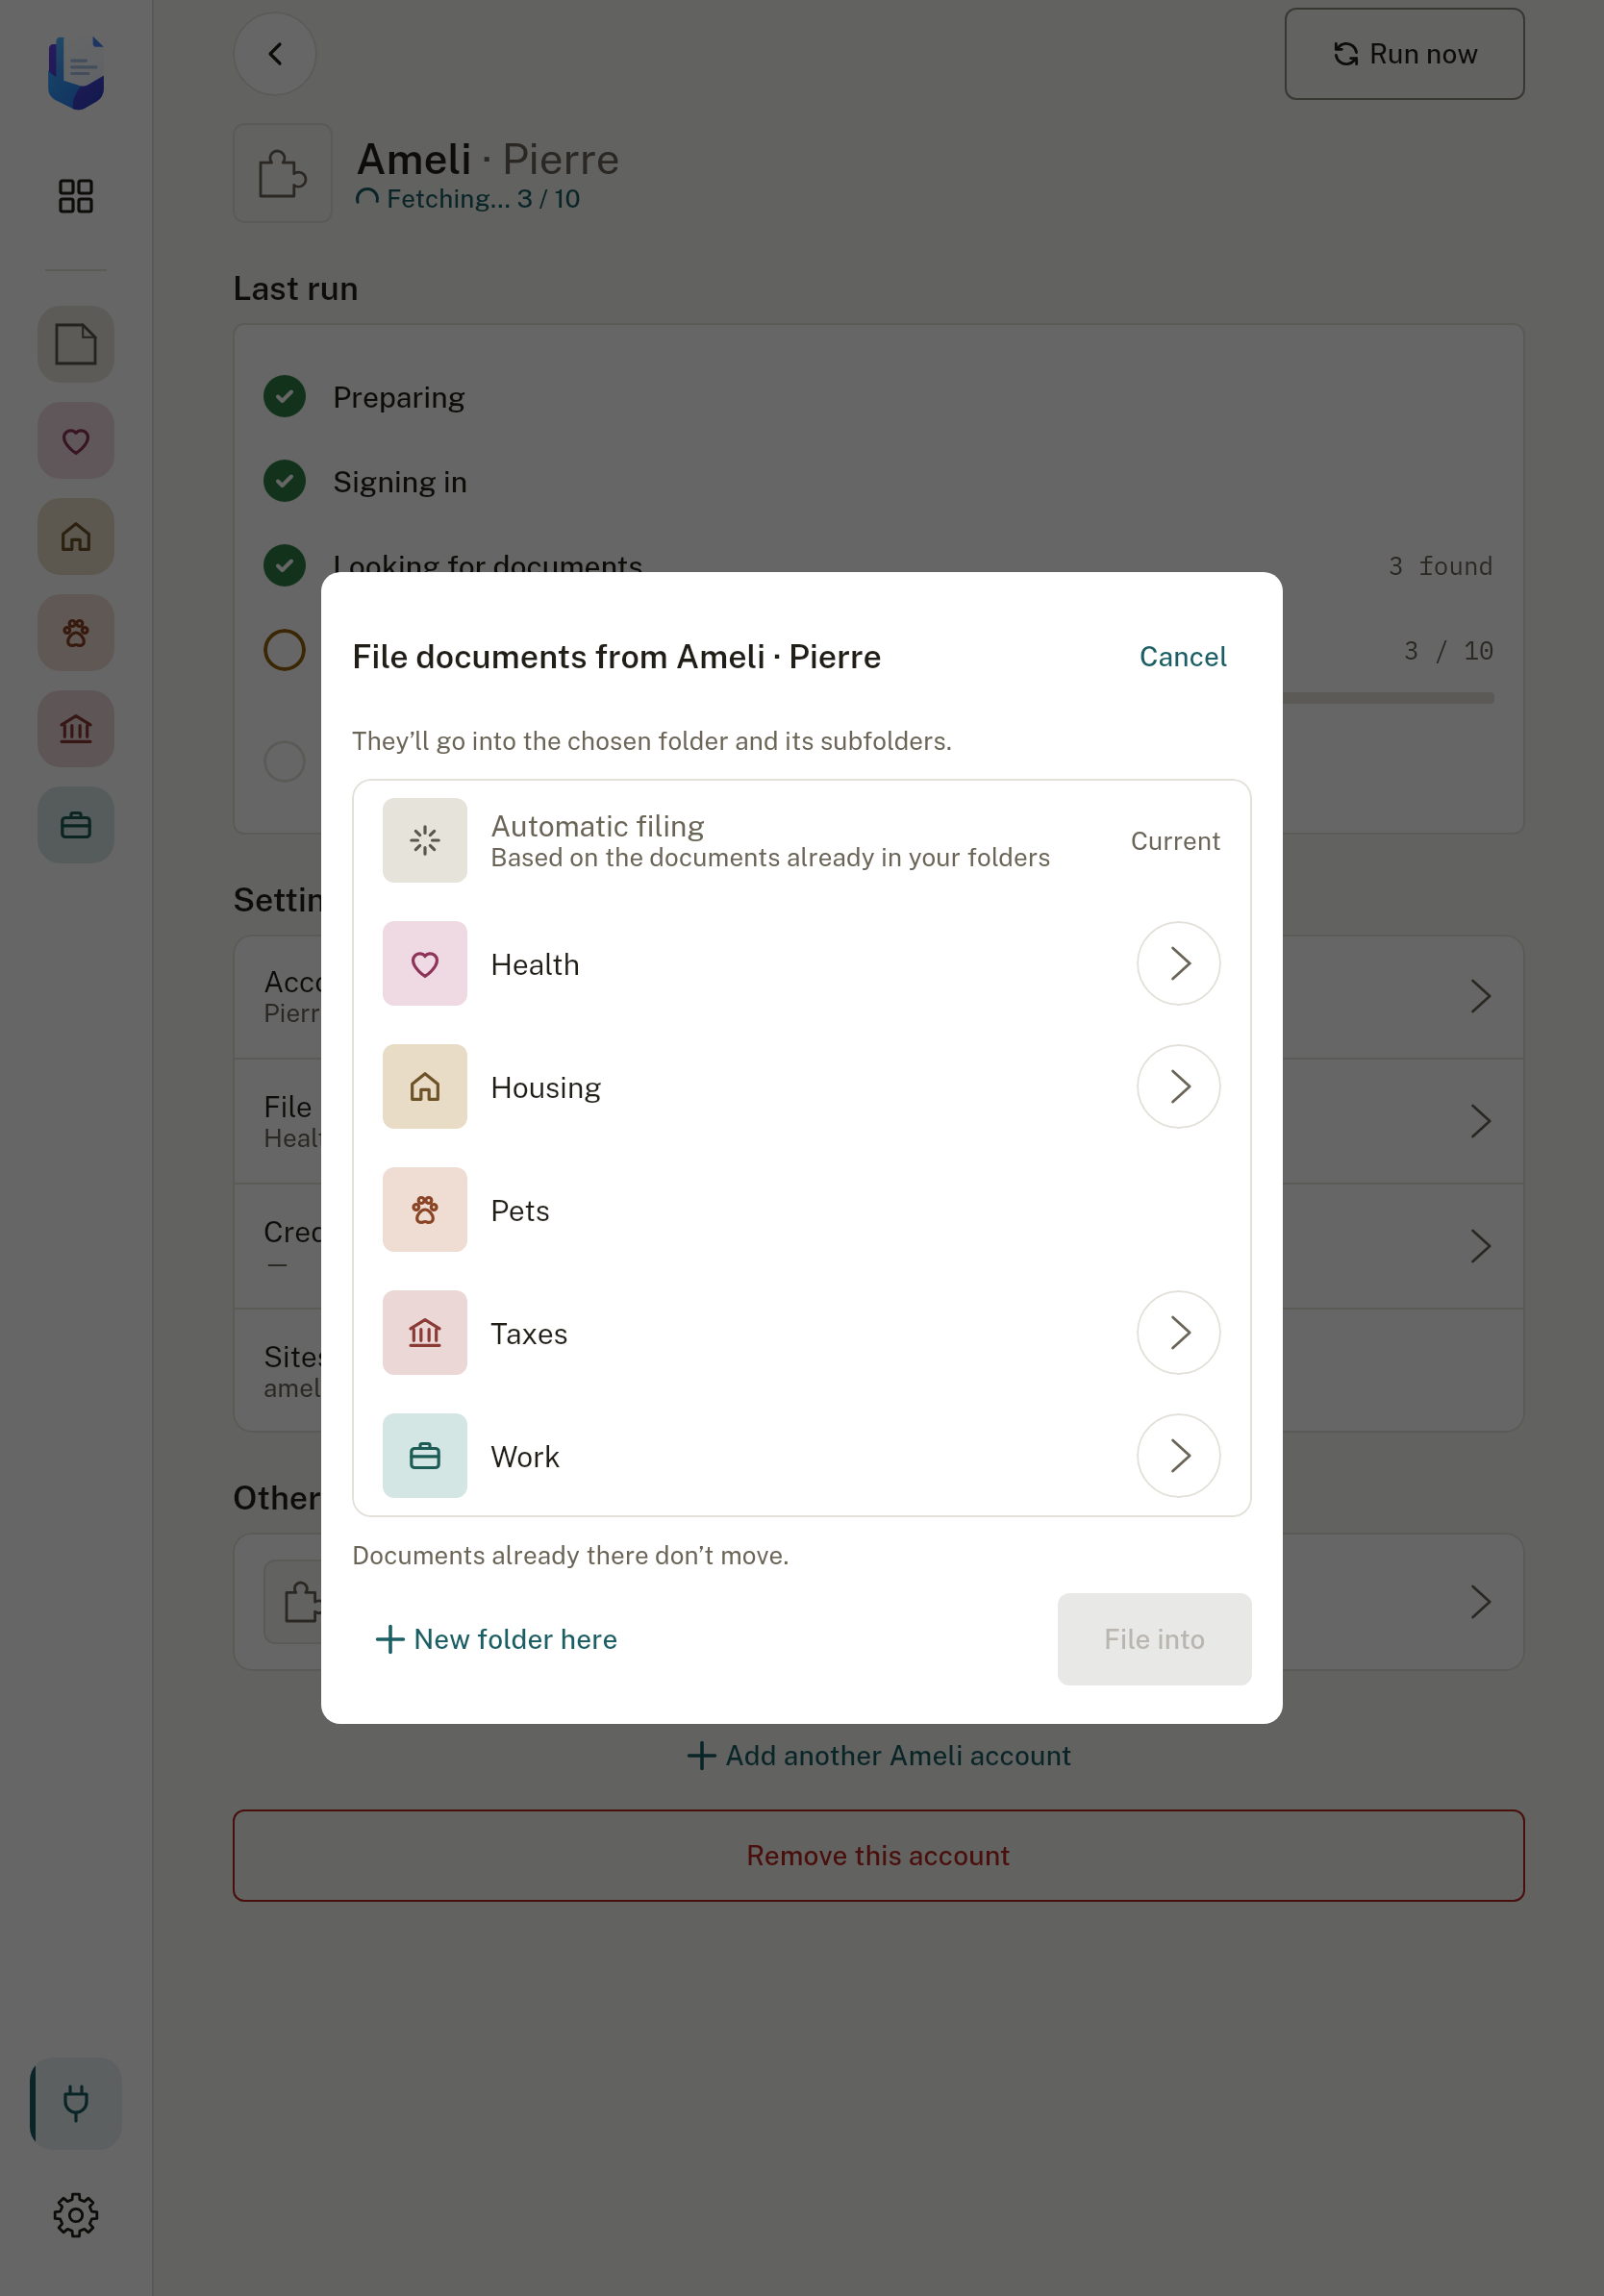 Run now
Ameli · Pierre
Fetching… 3 / 10
Last run
Preparing
Signing in
Looking for documents
3 found
3 / 10
File documents from Ameli · Pierre
Cancel
They’ll go into the chosen folder and its subfolders.
Automatic filing
Based on the documents already in your folders
Current
Health
Housing
Pets
Taxes
Work
Documents already there don’t move.
New folder here
File into
File
Other
—
Add another Ameli account
Remove this account